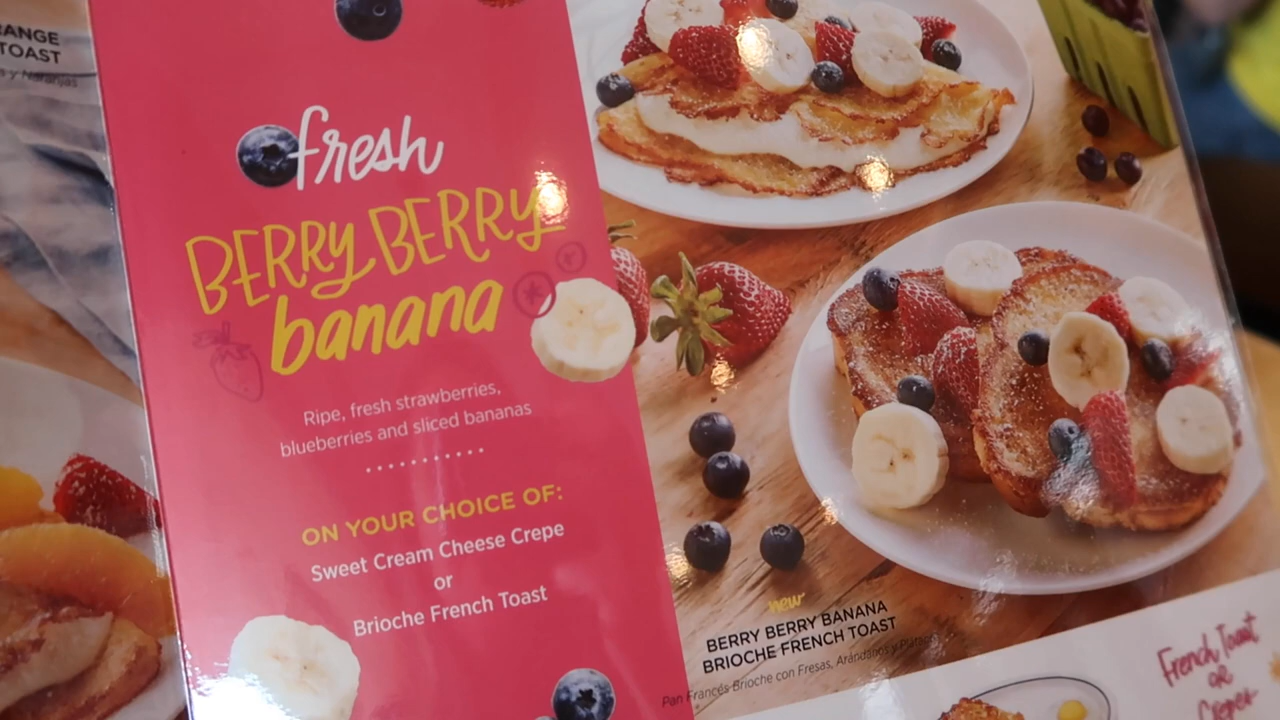 RANGE
TOAST
s y Naranjas
fresh
BERRY BERRY
banana
Ripe, fresh strawberries,
blueberries and sliced bananas
ON YOUR CHOICE OF:
Sweet Cream Cheese Crepe
or
Brioche French Toast
new
BERRY BERRY BANANA
BRIOCHE FRENCH TOAST
Pan Francés Brioche con Fresas, Arándanos y Plátano
French Toast
or
Crepes